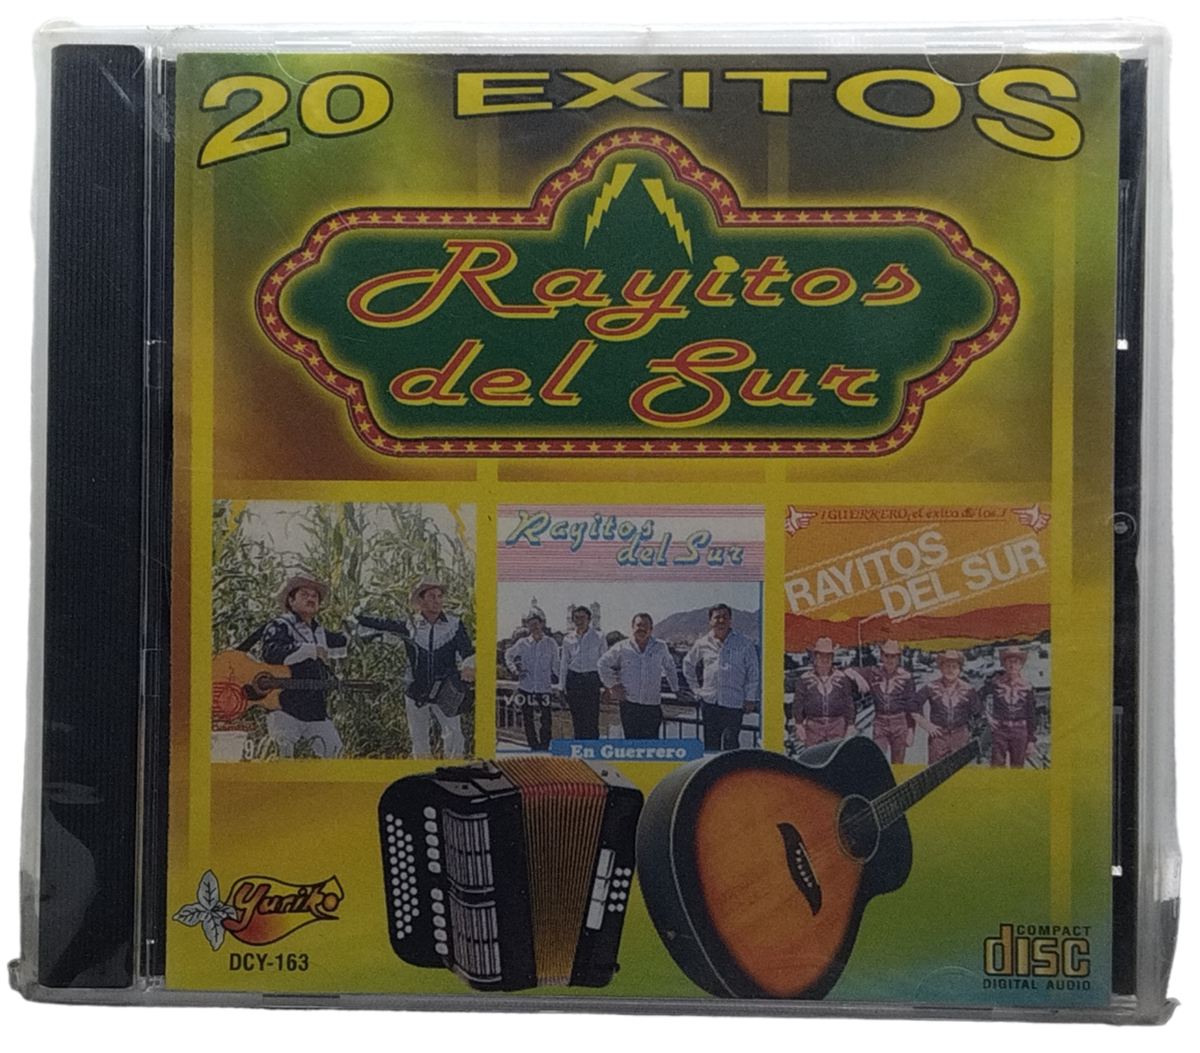 20 EXITOS
Rayitos
del Sur
Rayitos
del Sur
VOL. 3
En Guerrero
¡GUERRERO, el exito de los..!
RAYITOS
DEL SUR
Yuriko
DCY-163
COMPACT
disc
DIGITAL AUDIO